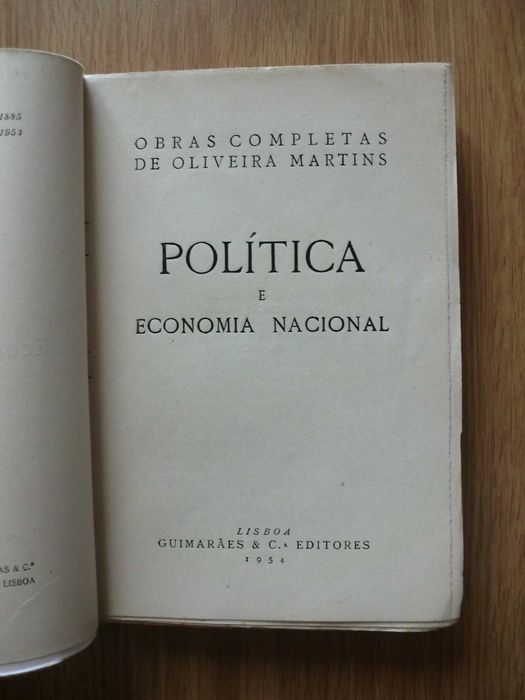 1885
1954
AS & C.ª
LISBOA
OBRAS COMPLETAS
DE OLIVEIRA MARTINS
POLÍTICA
E
ECONOMIA NACIONAL
LISBOA
GUIMARÃES & C.ª EDITORES
1954